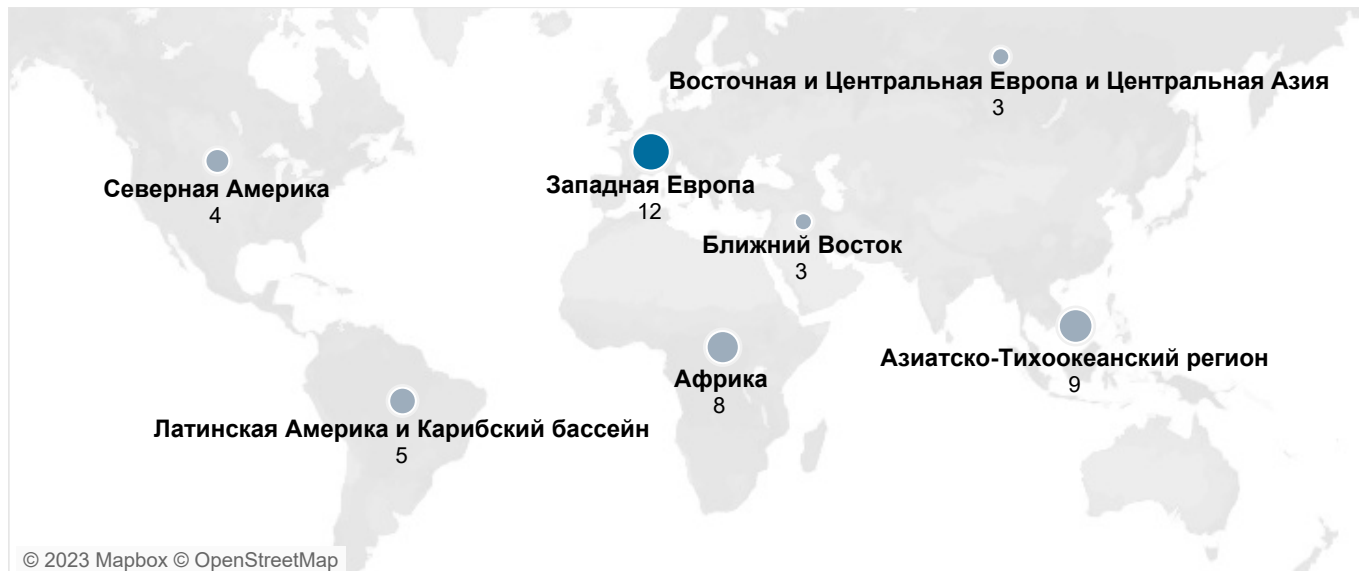 Восточная и Центральная Европа и Центральная Азия
3
Северная Америка
4
Западная Европа
12
Ближний Восток
3
Азиатско-Тихоокеанский регион
9
Африка
8
Латинская Америка и Карибский бассейн
5
© 2023 Mapbox © OpenStreetMap